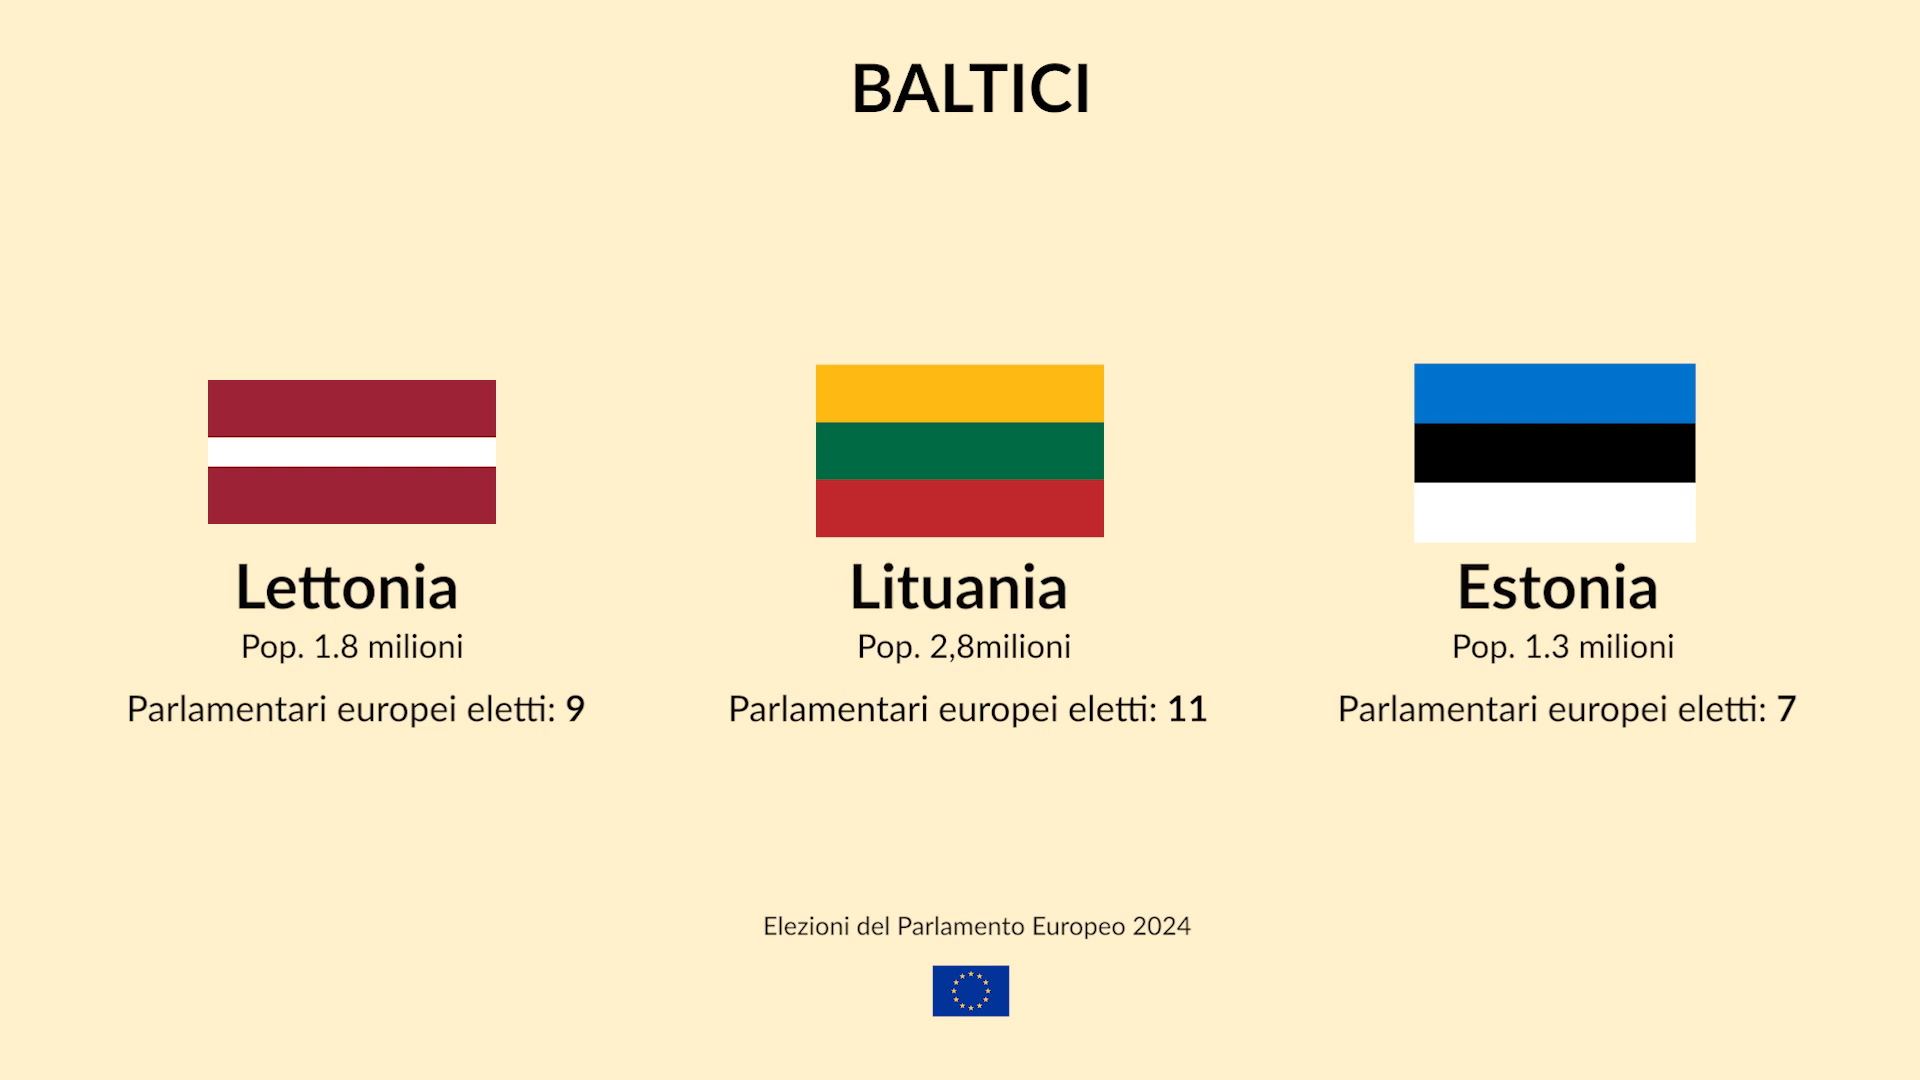 BALTICI
Lettonia
Pop. 1.8 milioni
Parlamentari europei eletti: 9
Lituania
Pop. 2,8milioni
Parlamentari europei eletti: 11
Estonia
Pop. 1.3 milioni
Parlamentari europei eletti: 7
Elezioni del Parlamento Europeo 2024